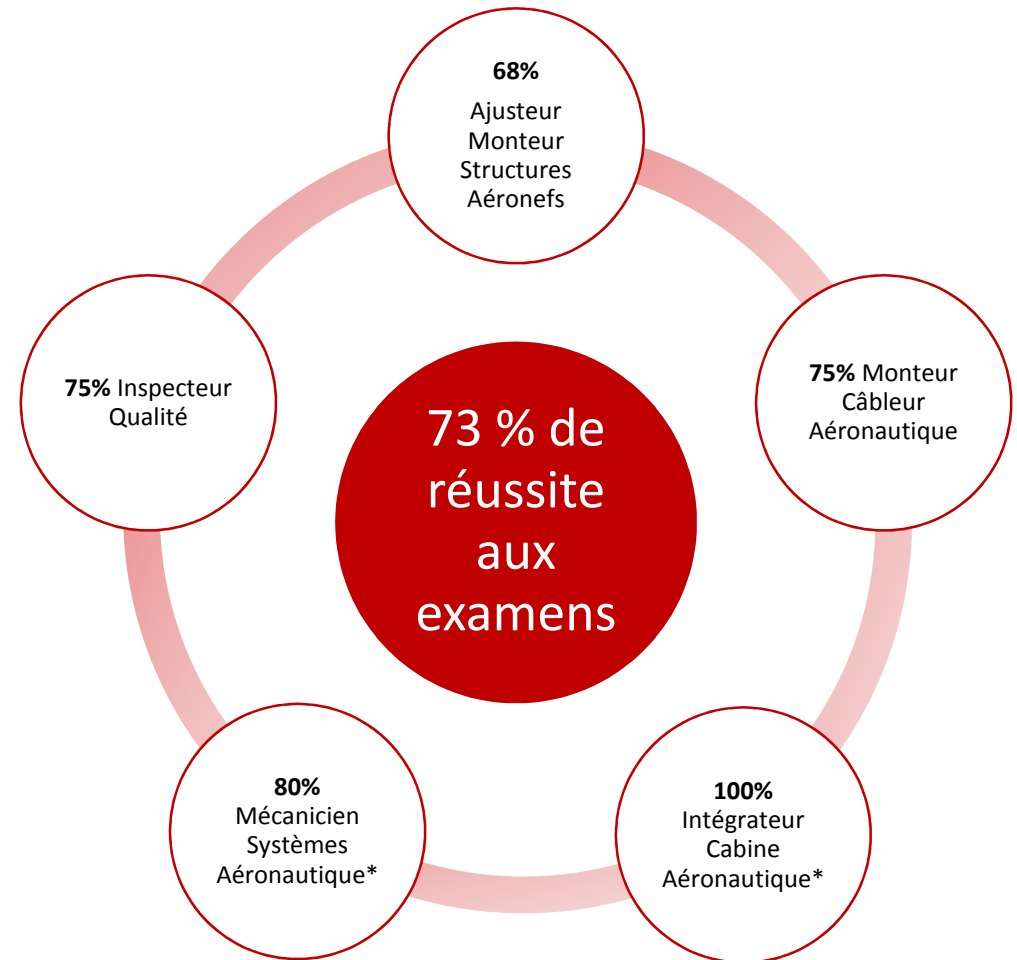 68%
Ajusteur
Monteur
Structures
Aéronefs
75% Inspecteur
Qualité
73 % de
réussite
aux
examens
75% Monteur
Câbleur
Aéronautique
80%
Mécanicien
Systèmes
Aéronautique*
100%
Intégrateur
Cabine
Aéronautique*